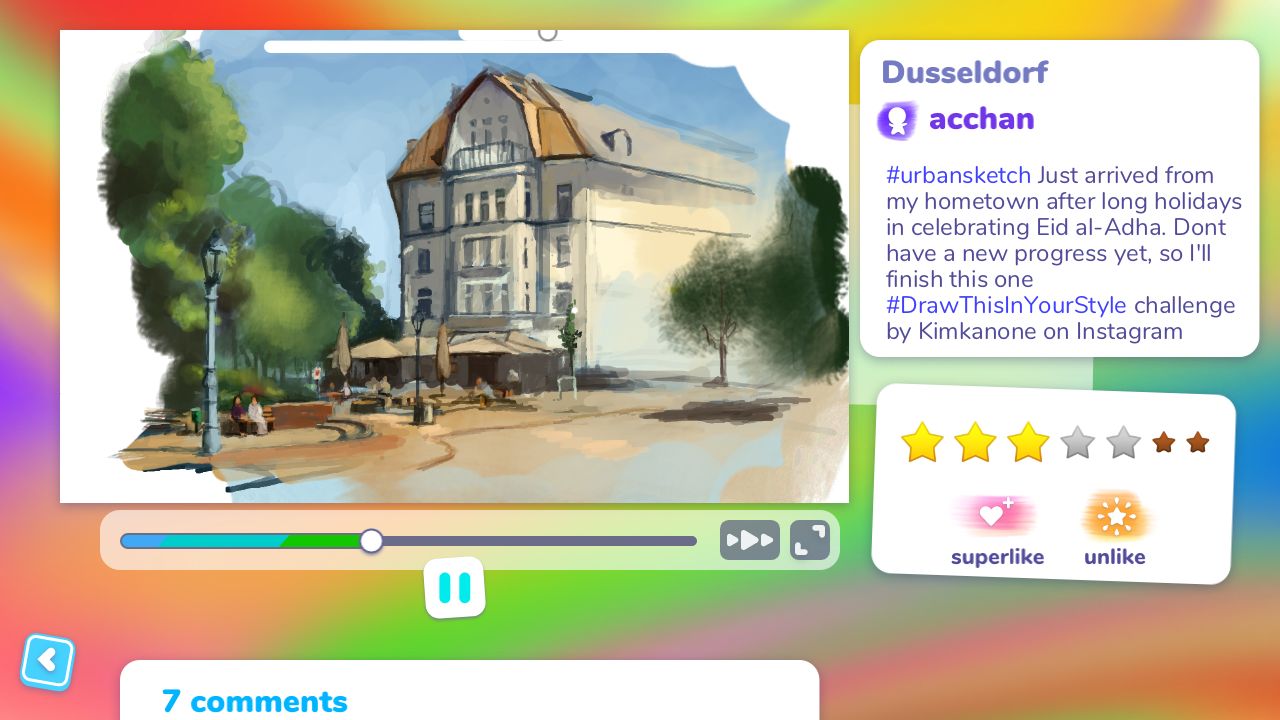 Dusseldorf
acchan
#urbansketch Just arrived from
my hometown after long holidays
in celebrating Eid al-Adha. Dont
have a new progress yet, so I'll
finish this one
#DrawThisInYourStyle challenge
by Kimkanone on Instagram
superlike
unlike
7 comments